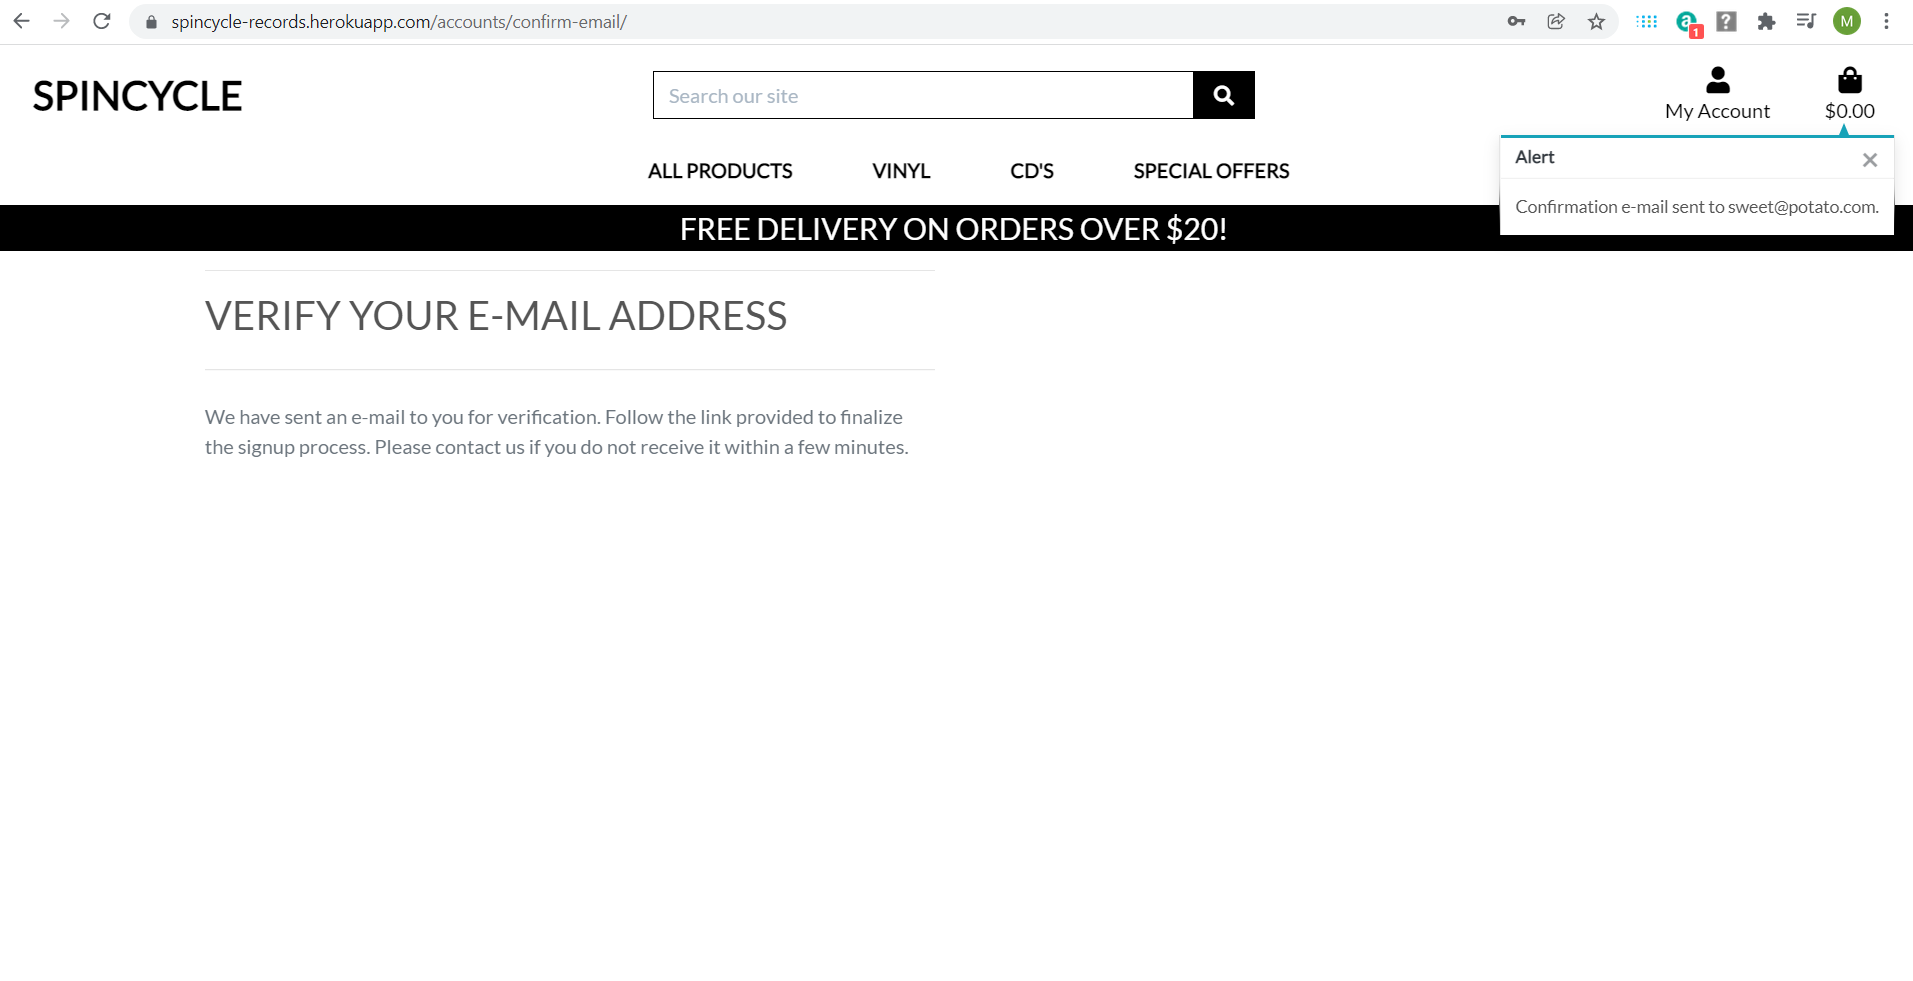 spincycle-records.herokuapp.com/accounts/confirm-email/
1
M
SPINCYCLE
Search our site
My Account
$0.00
ALL PRODUCTS
VINYL
CD'S
SPECIAL OFFERS
Alert
Confirmation e-mail sent to sweet@potato.com.
FREE DELIVERY ON ORDERS OVER $20!
VERIFY YOUR E-MAIL ADDRESS
We have sent an e-mail to you for verification. Follow the link provided to finalize
the signup process. Please contact us if you do not receive it within a few minutes.